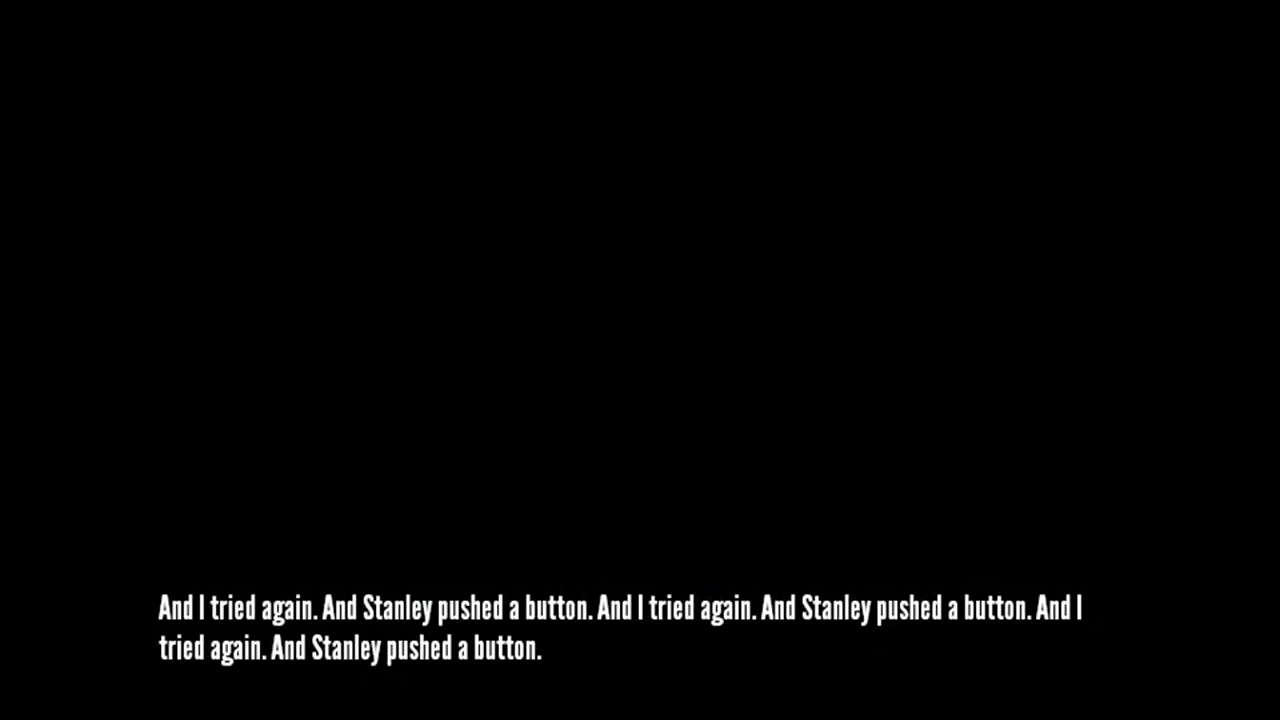 And I tried again. And Stanley pushed a button. And I tried again. And Stanley pushed a button. And I
tried again. And Stanley pushed a button.